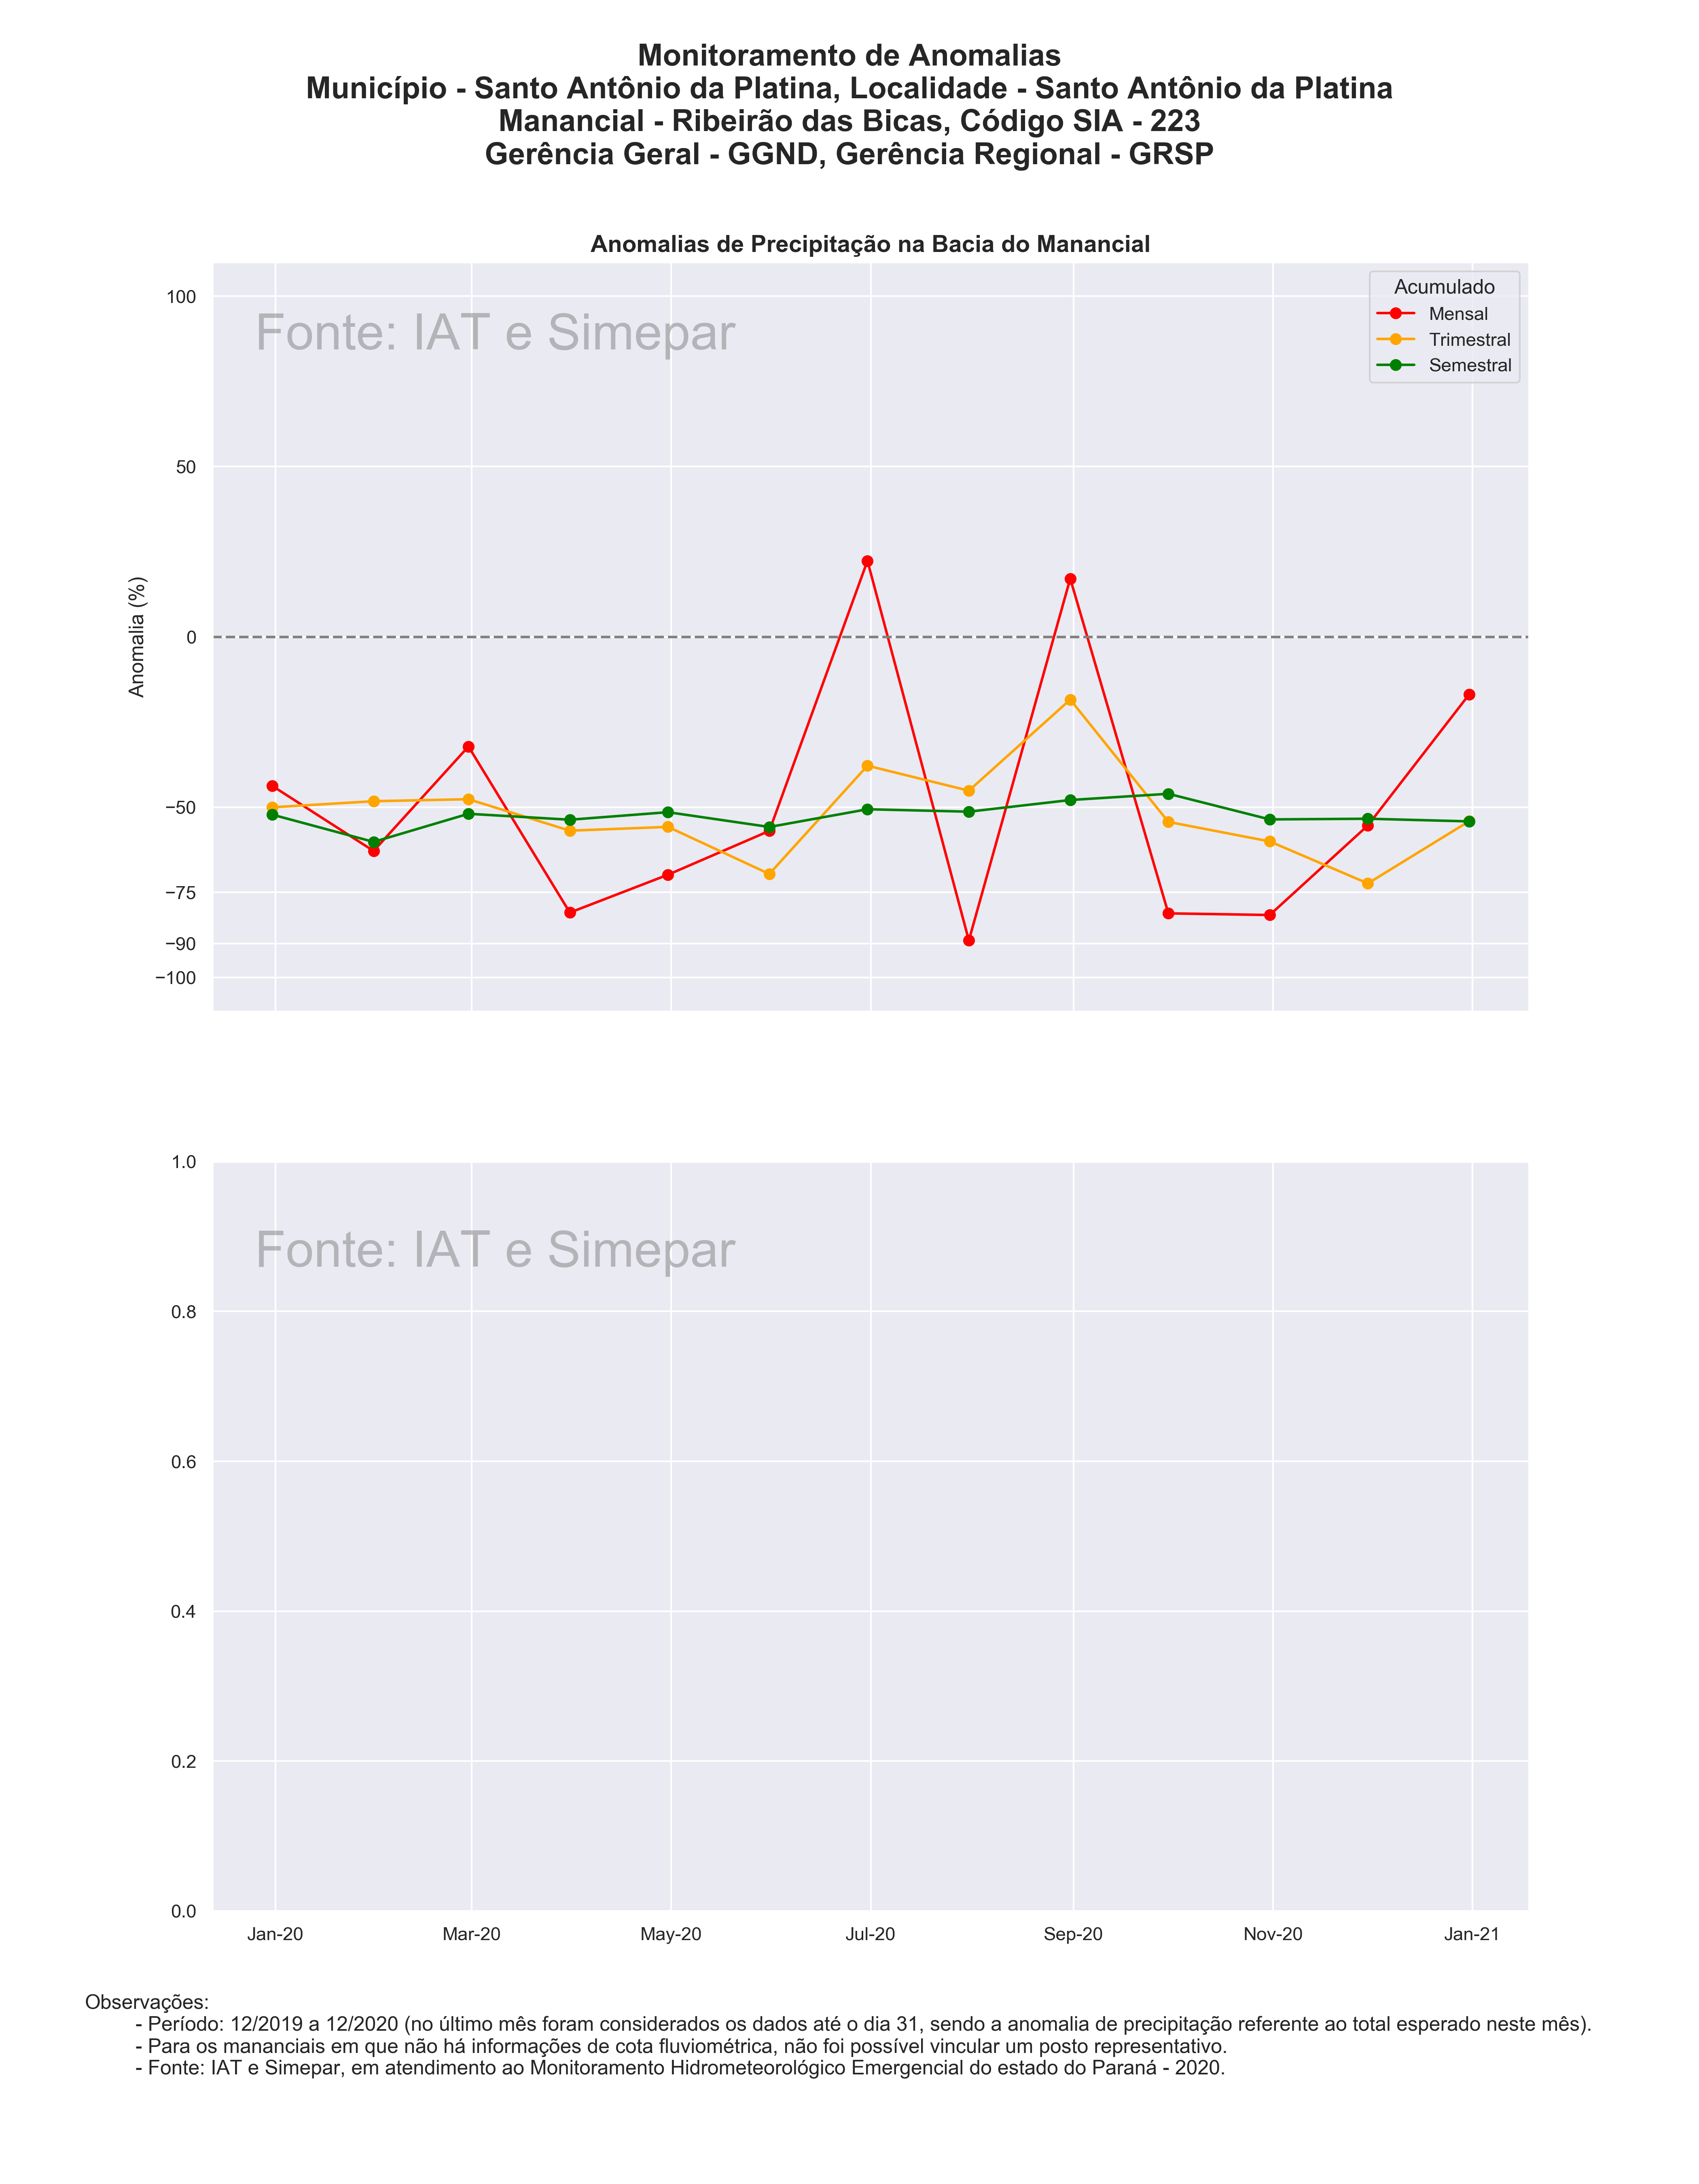 Monitoramento de Anomalias
Município - Santo Antônio da Platina, Localidade - Santo Antônio da Platina
Manancial - Ribeirão das Bicas, Código SIA - 223
Gerência Geral - GGND, Gerência Regional - GRSP
Anomalias de Precipitação na Bacia do Manancial
Fonte: IAT e Simepar
Acumulado
Mensal
Trimestral
Semestral
Anomalia (%)
100
50
0
−50
−75
−90
−100
Fonte: IAT e Simepar
1.0
0.8
0.6
0.4
0.2
0.0
Jan-20 Mar-20 May-20 Jul-20 Sep-20 Nov-20 Jan-21
Observações:
- Período: 12/2019 a 12/2020 (no último mês foram considerados os dados até o dia 31, sendo a anomalia de precipitação referente ao total esperado neste mês).
- Para os mananciais em que não há informações de cota fluviométrica, não foi possível vincular um posto representativo.
- Fonte: IAT e Simepar, em atendimento ao Monitoramento Hidrometeorológico Emergencial do estado do Paraná - 2020.